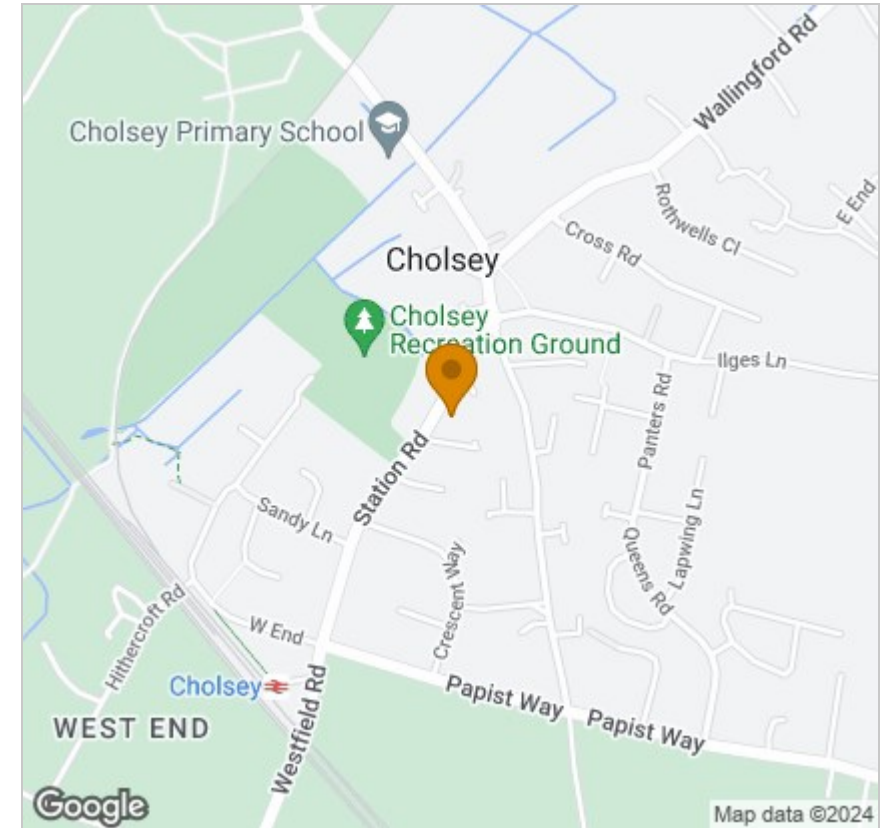 Wallingford Rd
Cholsey Primary School
E End
Rothwells Cl
Cross Rd
Cholsey
Cholsey
Recreation Ground
Ilges Ln
Panters Rd
Station Rd
Sandy Ln
Lapwing Ln
Queens Rd
Crescent Way
Hithercroft Rd
W End
Cholsey
Papist Way
Papist Way
WEST END
Westfield Rd
Google
Map data ©2024